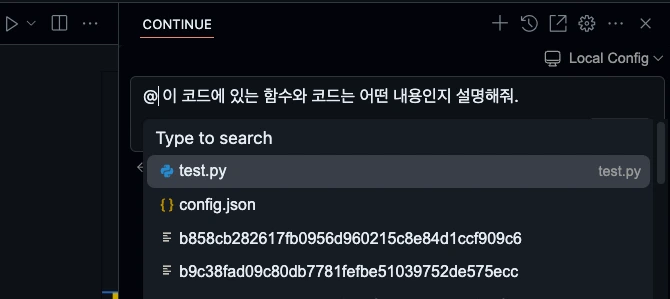 CONTINUE
Local Config
@ 이 코드에 있는 함수와 코드는 어떤 내용인지 설명해줘.
Type to search
test.py test.py
{} config.json
b858cb282617fb0956d960215c8e84d1ccf909c6
b9c38fad09c80db7781fefbe51039752de575ecc